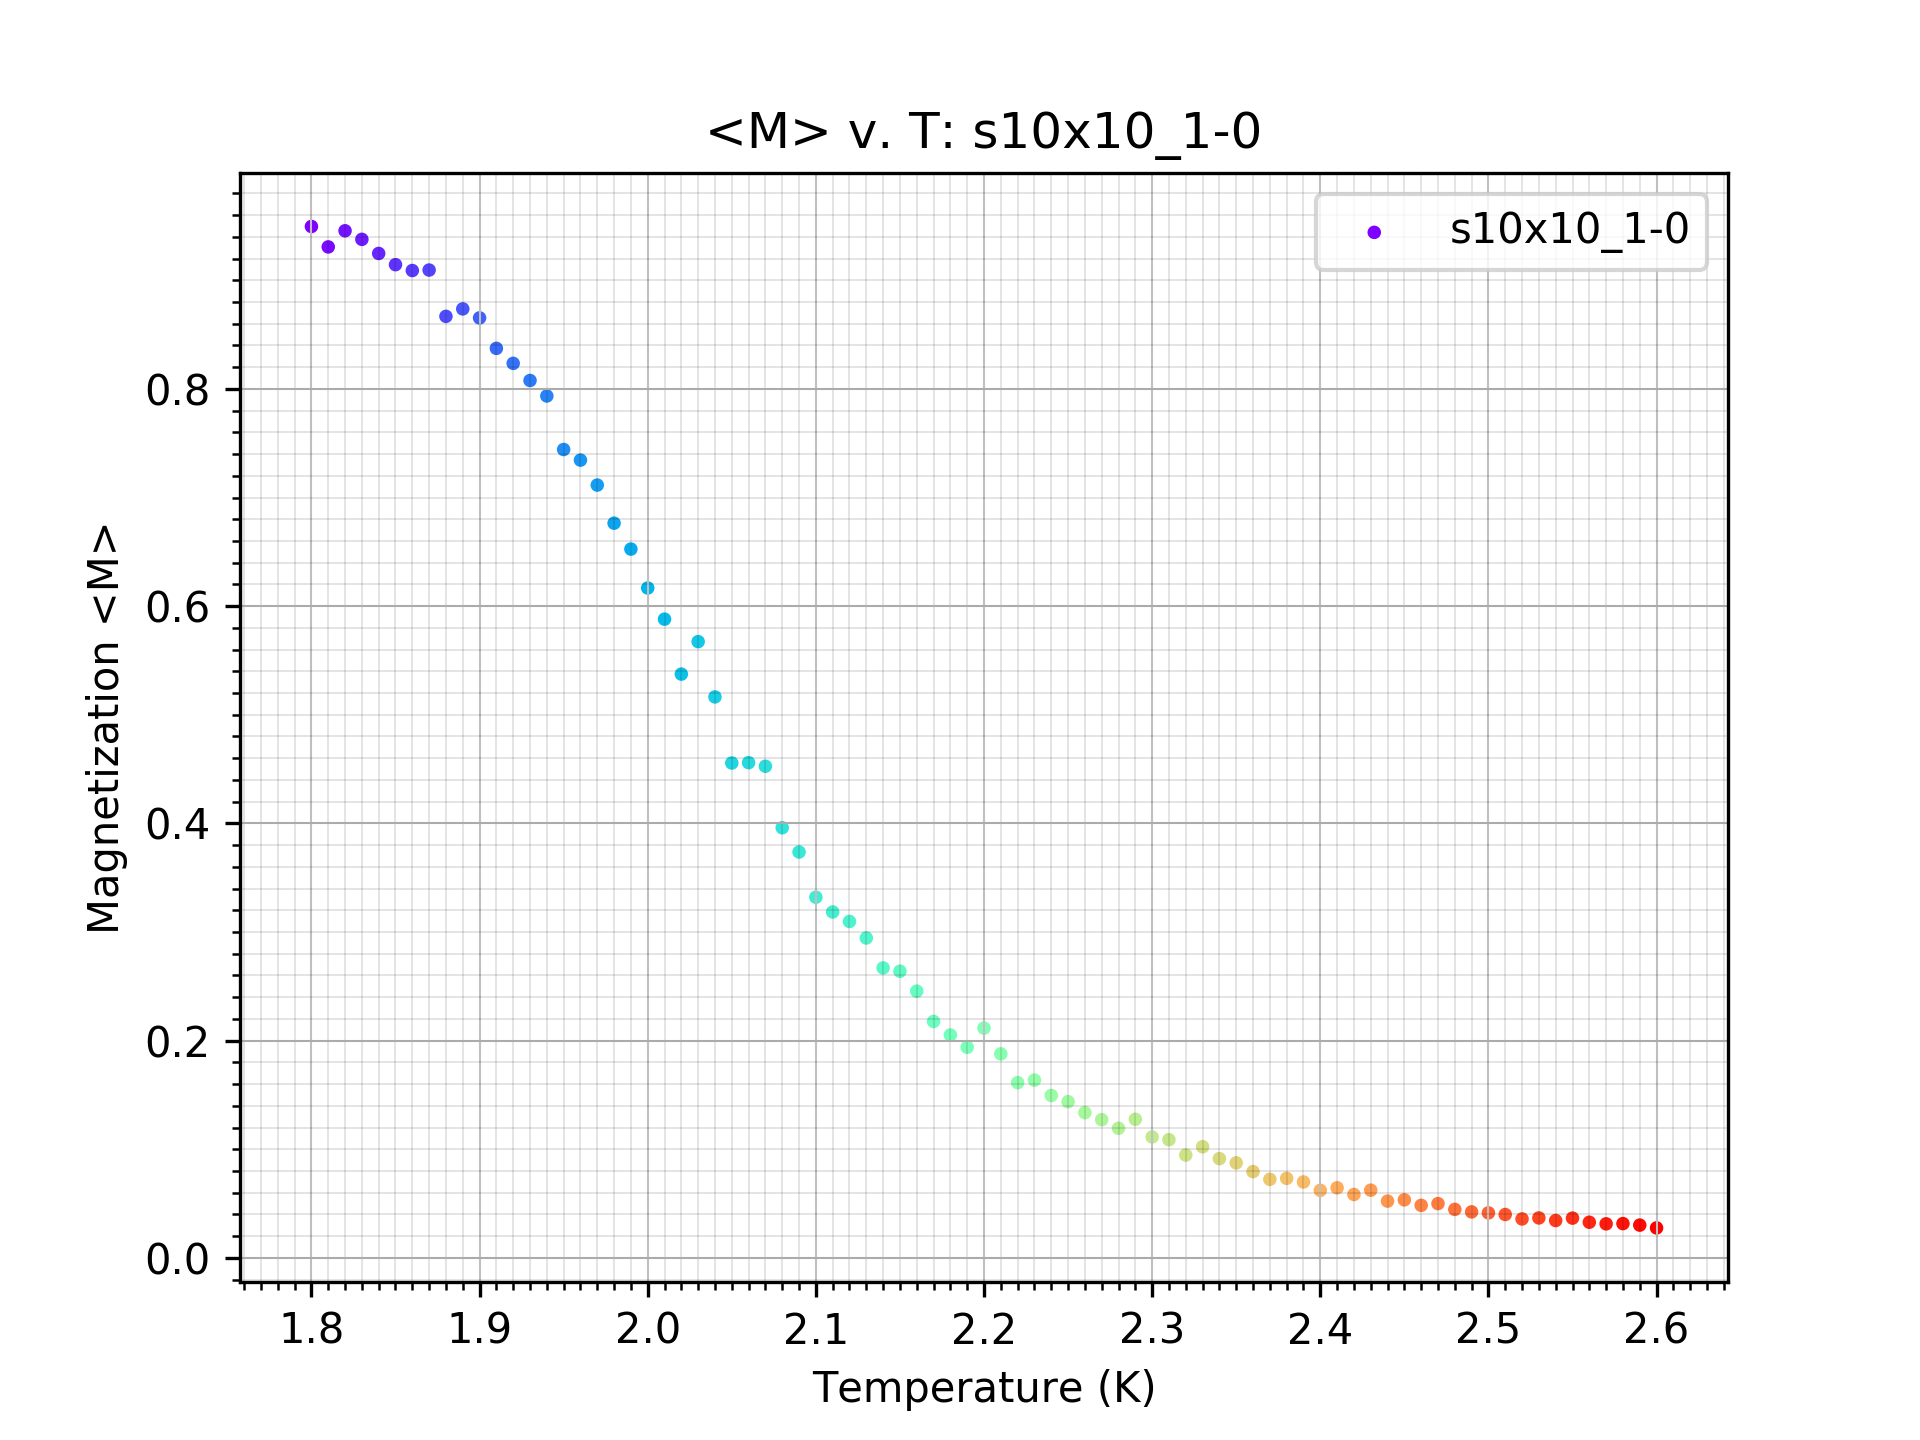 <M> v. T: s10x10_1-0
s10x10_1-0
Magnetization <M>
0.8
0.6
0.4
0.2
0.0
1.8 1.9 2.0 2.1 2.2 2.3 2.4 2.5 2.6
Temperature (K)